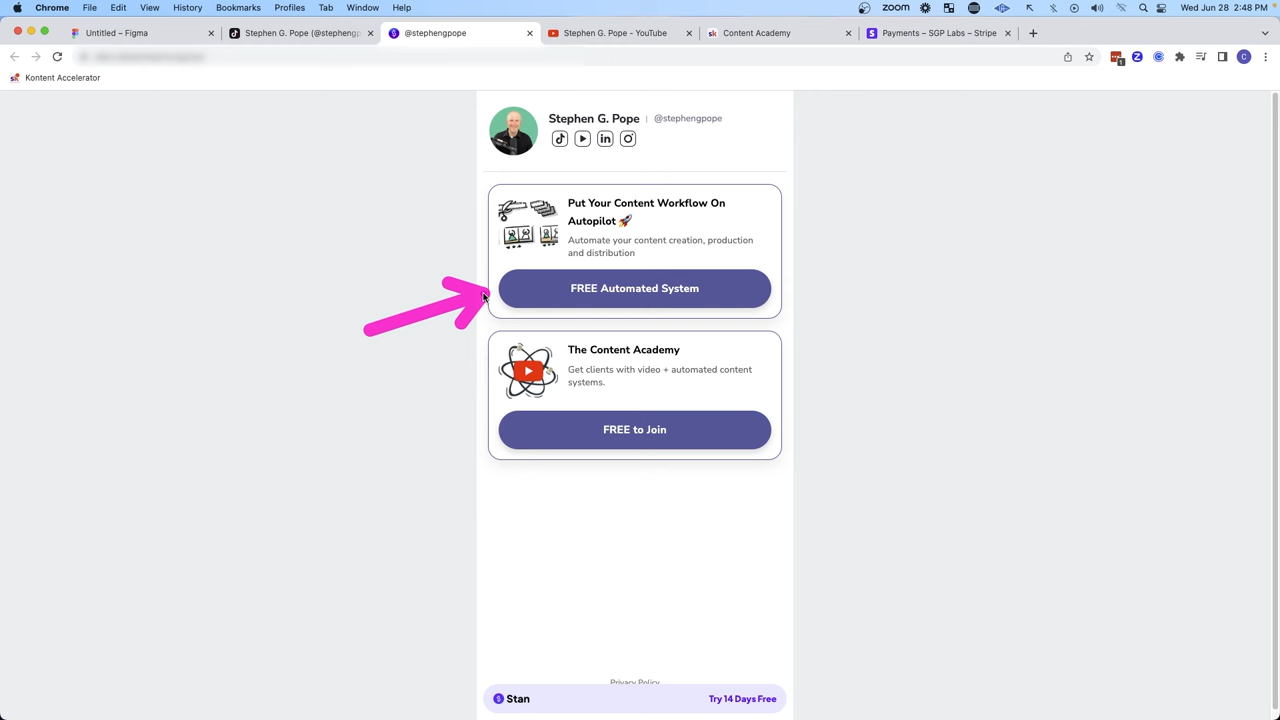 Chrome File Edit View History Bookmarks Profiles Tab Window Help zoom Wed Jun 28 2:48 PM
Untitled – Figma Stephen G. Pope (@stephengp @stephengpope Stephen G. Pope - YouTube Content Academy Payments – SGP Labs – Stripe
sk Kontent Accelerator
Stephen G. Pope | @stephengpope
Put Your Content Workflow On
Autopilot 🚀
Automate your content creation, production
and distribution
FREE Automated System
The Content Academy
Get clients with video + automated content
systems.
FREE to Join
Privacy Policy
Stan Try 14 Days Free